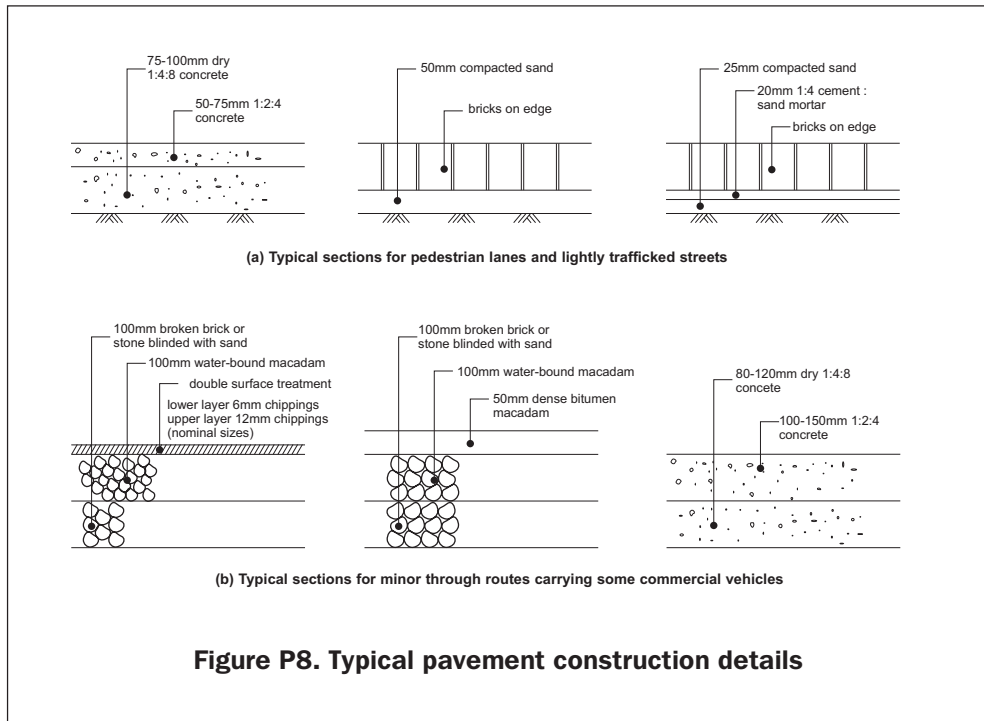 75-100mm dry
1:4:8 concrete
50-75mm 1:2:4
concrete
50mm compacted sand
bricks on edge
25mm compacted sand
20mm 1:4 cement :
sand mortar
bricks on edge
(a) Typical sections for pedestrian lanes and lightly trafficked streets
100mm broken brick or
stone blinded with sand
100mm water-bound macadam
double surface treatment
lower layer 6mm chippings
upper layer 12mm chippings
(nominal sizes)
100mm broken brick or
stone blinded with sand
100mm water-bound macadam
50mm dense bitumen
macadam
80-120mm dry 1:4:8
concete
100-150mm 1:2:4
concrete
(b) Typical sections for minor through routes carrying some commercial vehicles
Figure P8. Typical pavement construction details